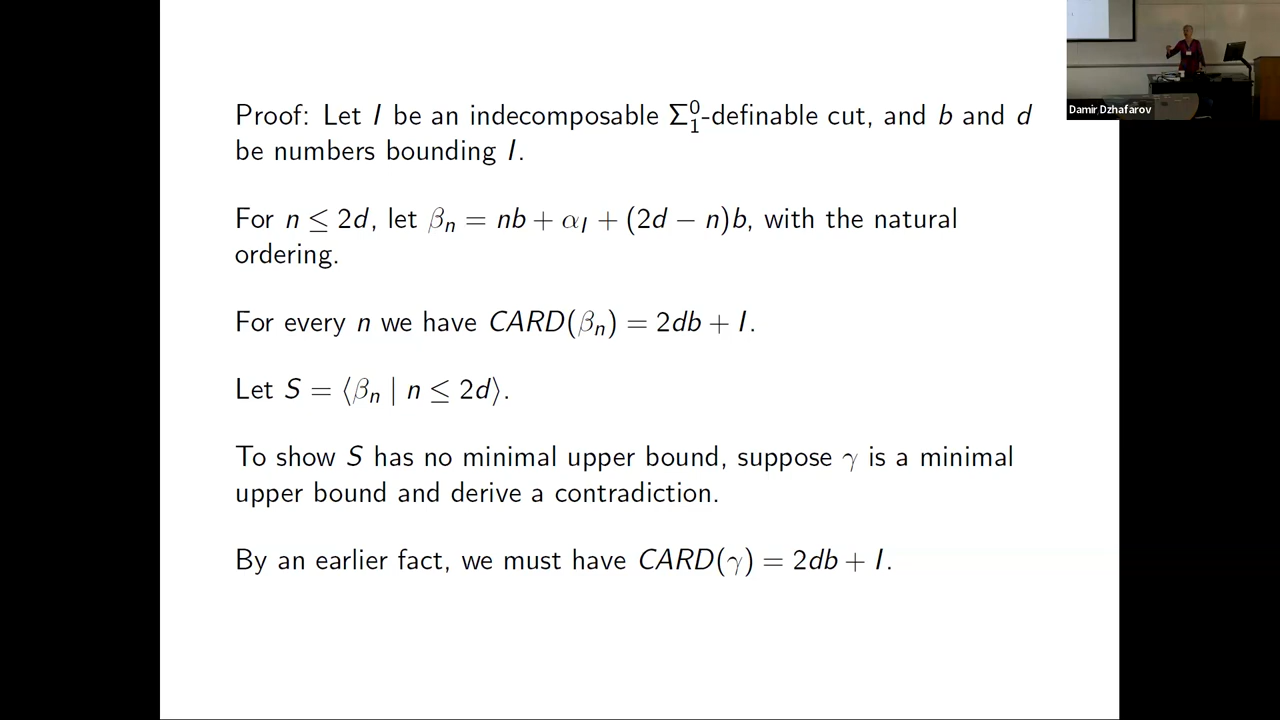 Proof: Let I be an indecomposable Σ⁰₁-definable cut, and b and d
be numbers bounding I.
For n ≤ 2d, let βₙ = nb + α_I + (2d − n)b, with the natural
ordering.
For every n we have CARD(βₙ) = 2db + I.
Let S = ⟨βₙ | n ≤ 2d⟩.
To show S has no minimal upper bound, suppose γ is a minimal
upper bound and derive a contradiction.
By an earlier fact, we must have CARD(γ) = 2db + I.
Damir Dzhafarov